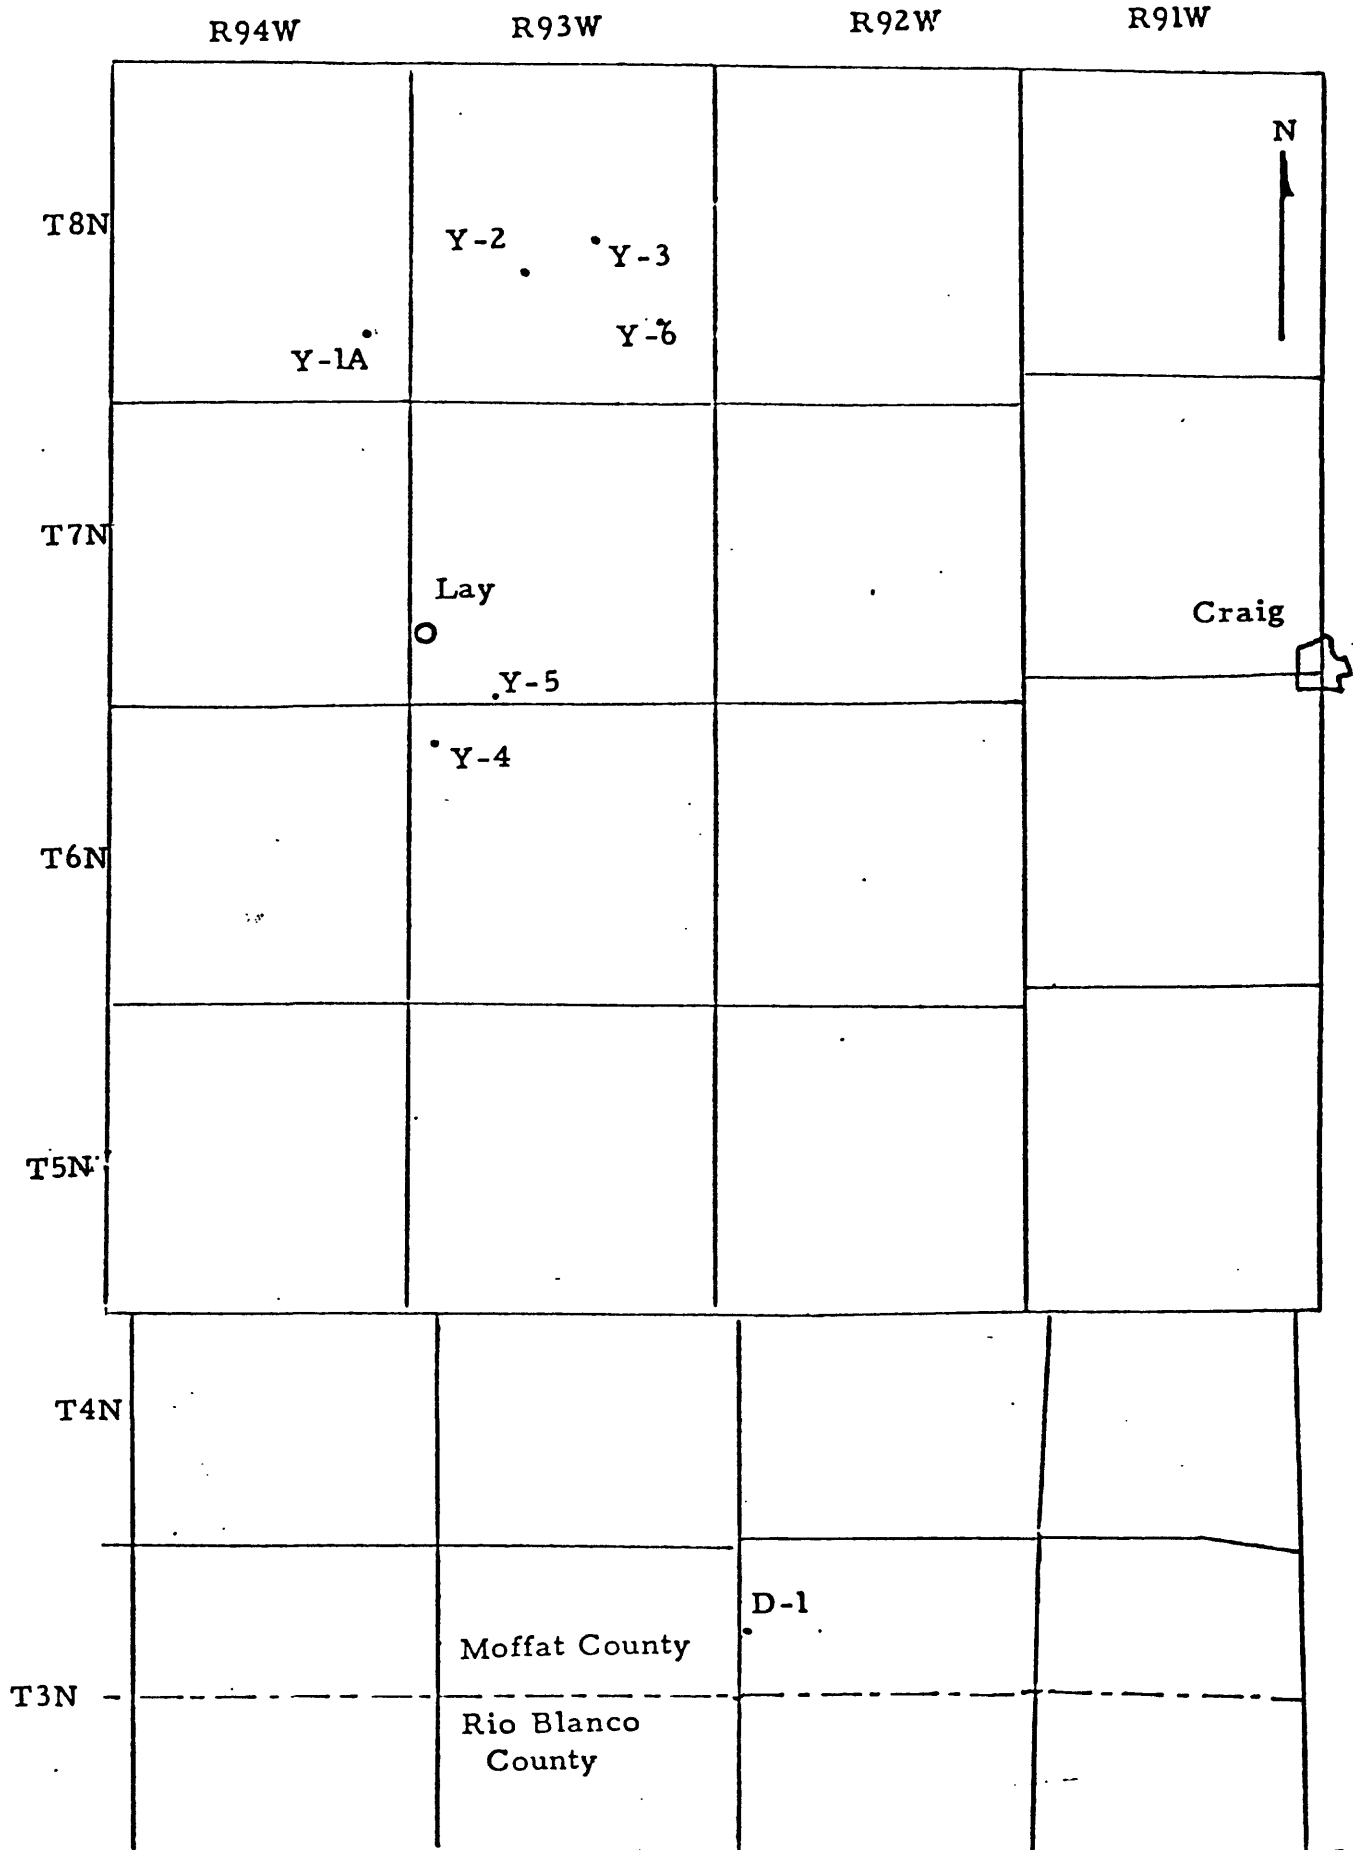 R94W R93W R92W R91W
N
T8N
Y-2
Y-3
Y-6
Y-1A
T7N
Lay
Craig
Y-5
Y-4
T6N
T5N
T4N
D-1
Moffat County
T3N
Rio Blanco
County